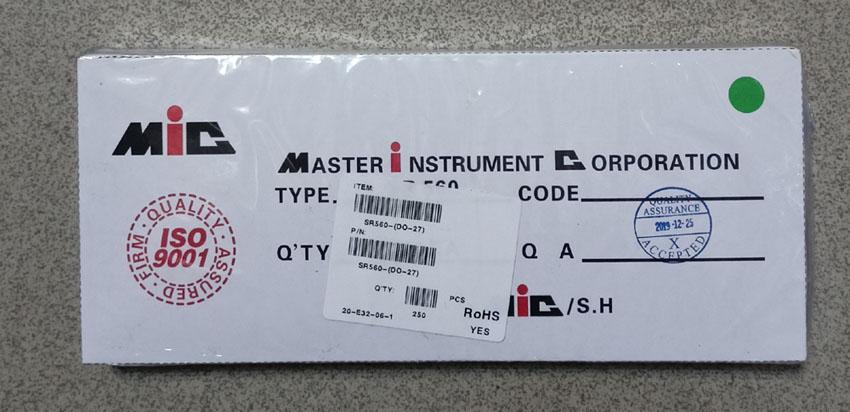 MiC
MASTER iNSTRUMENT CORPORATION
TYPE. 560 CODE
Q'TY Q A
MiC/S.H
FIRM · QUALITY · ASSURED
ISO
9001
ITEM:
SR560-(DO-27)
P/N:
SR560-(DO-27)
Q'TY: PCS
250
20-E32-06-1
RoHS
YES
QUALITY
ASSURANCE
2019-12-25
X
ACCEPTED